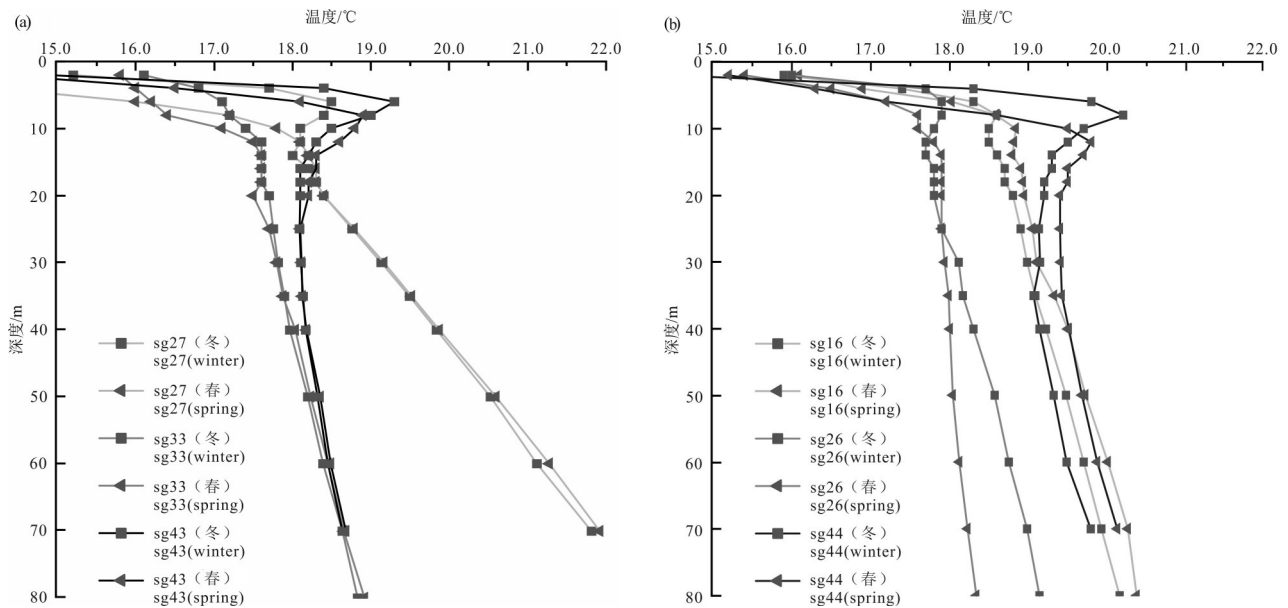 (a)
温度/℃
15.0 16.0 17.0 18.0 19.0 20.0 21.0 22.0
0
10
20
30
40
50
60
70
80
深度/m
sg27（冬）
sg27(winter)
sg27（春）
sg27(spring)
sg33（冬）
sg33(winter)
sg33（春）
sg33(spring)
sg43（冬）
sg43(winter)
sg43（春）
sg43(spring)
(b)
温度/℃
15.0 16.0 17.0 18.0 19.0 20.0 21.0 22.0
0
10
20
30
40
50
60
70
80
深度/m
sg16（冬）
sg16(winter)
sg16（春）
sg16(spring)
sg26（冬）
sg26(winter)
sg26（春）
sg26(spring)
sg44（冬）
sg44(winter)
sg44（春）
sg44(spring)